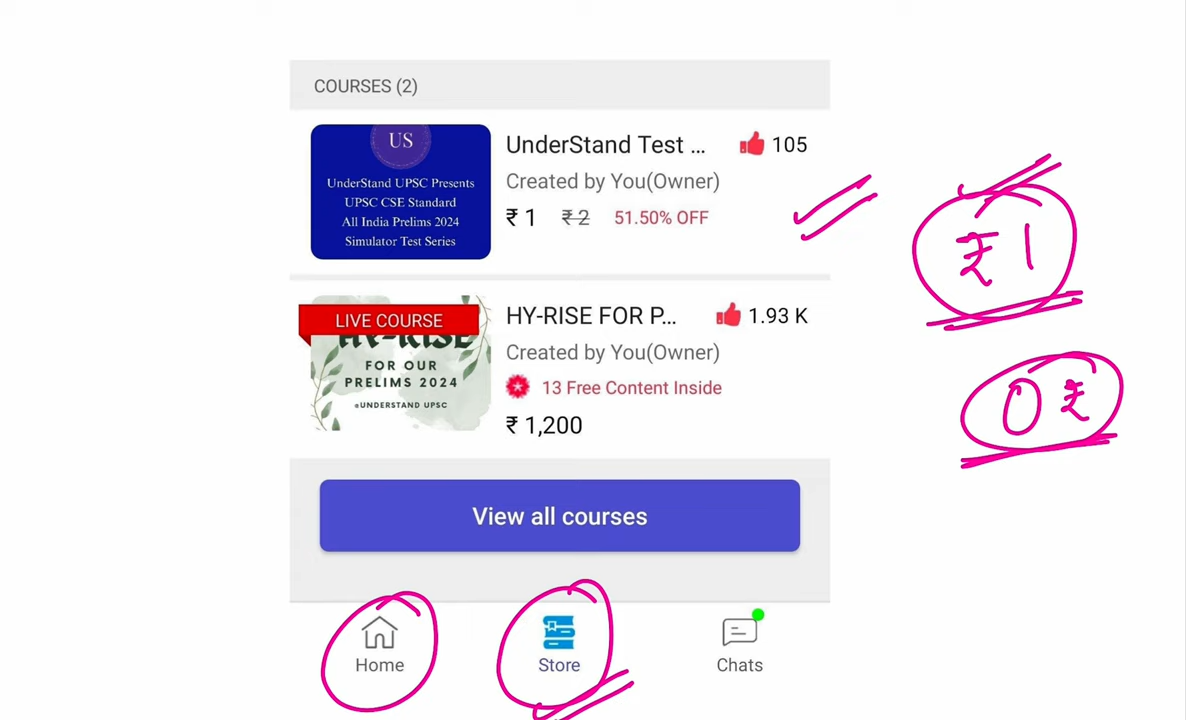 COURSES (2)
US
UnderStand UPSC Presents
UPSC CSE Standard
All India Prelims 2024
Simulator Test Series
UnderStand Test ...
105
Created by You(Owner)
₹ 1 ₹ 2 51.50% OFF
₹ 1
LIVE COURSE
HY-RISE
FOR OUR
PRELIMS 2024
@UNDERSTAND UPSC
HY-RISE FOR P...
1.93 K
Created by You(Owner)
13 Free Content Inside
₹ 1,200
0 ₹
View all courses
Home
Store
Chats